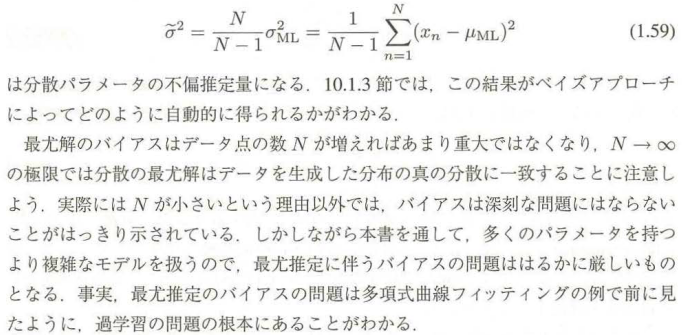 σ̃² = N/(N−1) σ²_ML = 1/(N−1) Σ_{n=1}^{N} (x_n − μ_ML)² (1.59)
は分散パラメータの不偏推定量になる．10.1.3 節では，この結果がベイズアプローチ
によってどのように自動的に得られるかがわかる．
最尤解のバイアスはデータ点の数 N が増えればあまり重大ではなくなり，N → ∞
の極限では分散の最尤解はデータを生成した分布の真の分散に一致することに注意し
よう．実際には N が小さいという理由以外では，バイアスは深刻な問題にはならない
ことがはっきり示されている．しかしながら本書を通して，多くのパラメータを持つ
より複雑なモデルを扱うので，最尤推定に伴うバイアスの問題ははるかに厳しいもの
となる．事実，最尤推定のバイアスの問題は多項式曲線フィッティングの例で前に見
たように，過学習の問題の根本にあることがわかる．